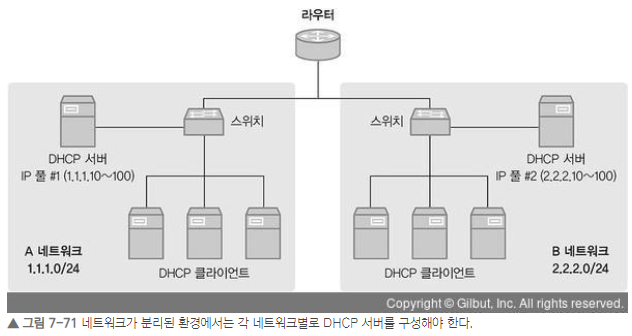 라우터
스위치
스위치
DHCP 서버
IP 풀 #1 (1.1.1.10~100)
DHCP 서버
IP 풀 #2 (2.2.2.10~100)
A 네트워크
1.1.1.0/24
DHCP 클라이언트
DHCP 클라이언트
B 네트워크
2.2.2.0/24
Copyright © Gilbut, Inc. All rights reserved.
▲ 그림 7-71 네트워크가 분리된 환경에서는 각 네트워크별로 DHCP 서버를 구성해야 한다.